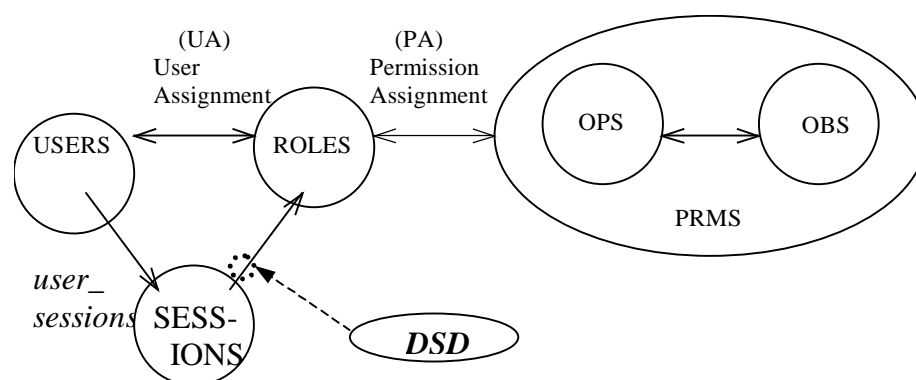 (UA)
User
Assignment
(PA)
Permission
Assignment
USERS
ROLES
OPS
OBS
PRMS
user_
sessions
SESS-
IONS
DSD